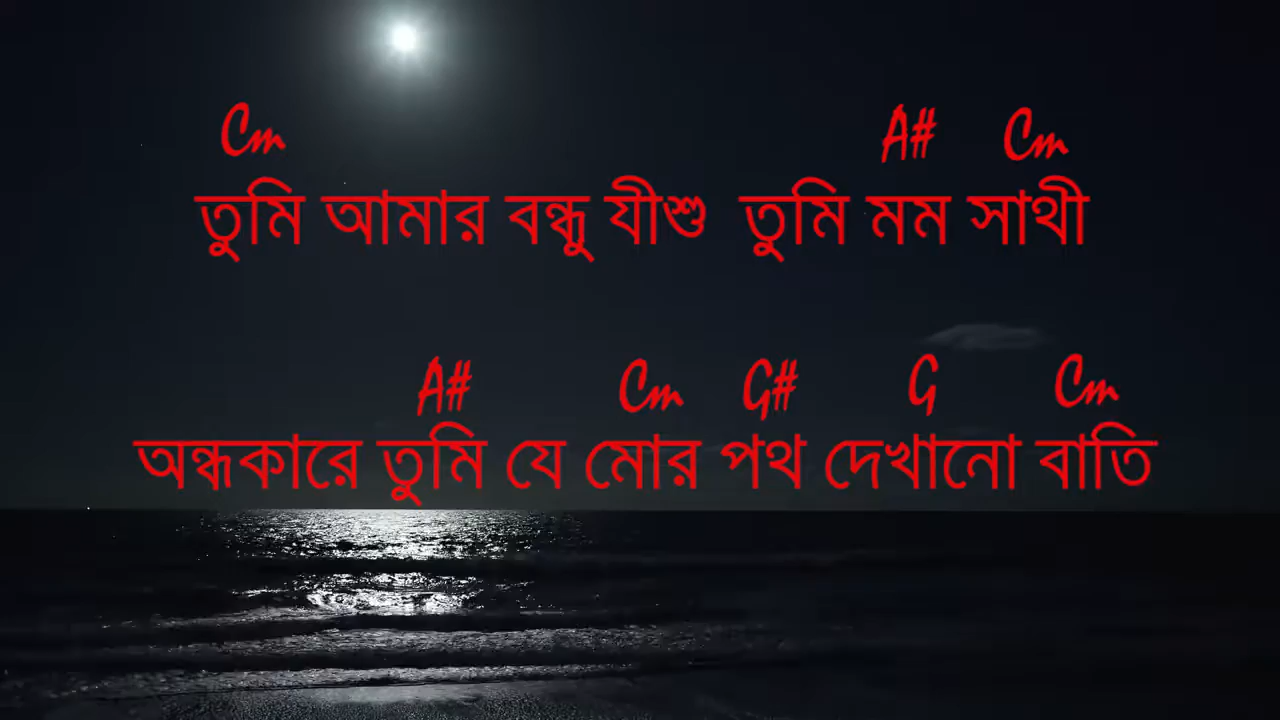 Cm A# Cm
তুমি আমার বন্ধু যীশু তুমি মম সাথী
A# Cm G# G Cm
অন্ধকারে তুমি যে মোর পথ দেখানো বাতি